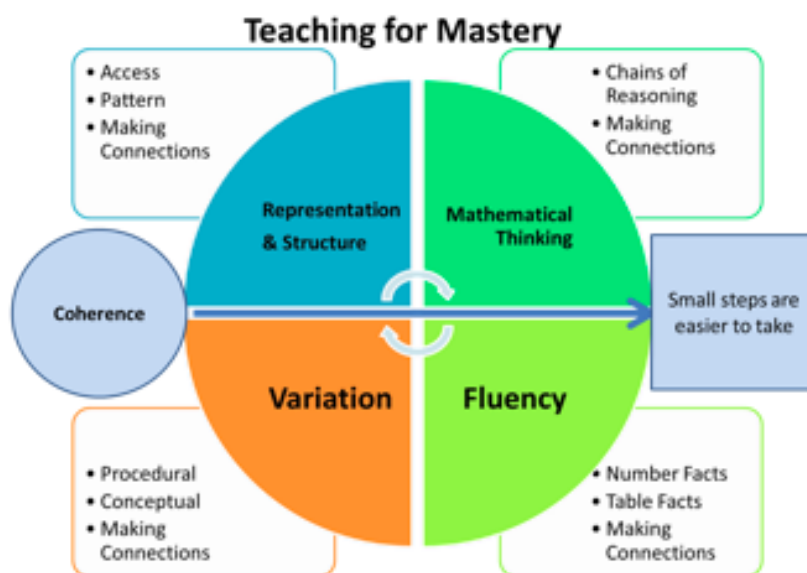 Teaching for Mastery
• Access
• Pattern
• Making
Connections
• Chains of
Reasoning
• Making
Connections
Representation
& Structure
Mathematical
Thinking
Coherence
Small steps are
easier to take
Variation
Fluency
• Procedural
• Conceptual
• Making
Connections
• Number Facts
• Table Facts
• Making
Connections